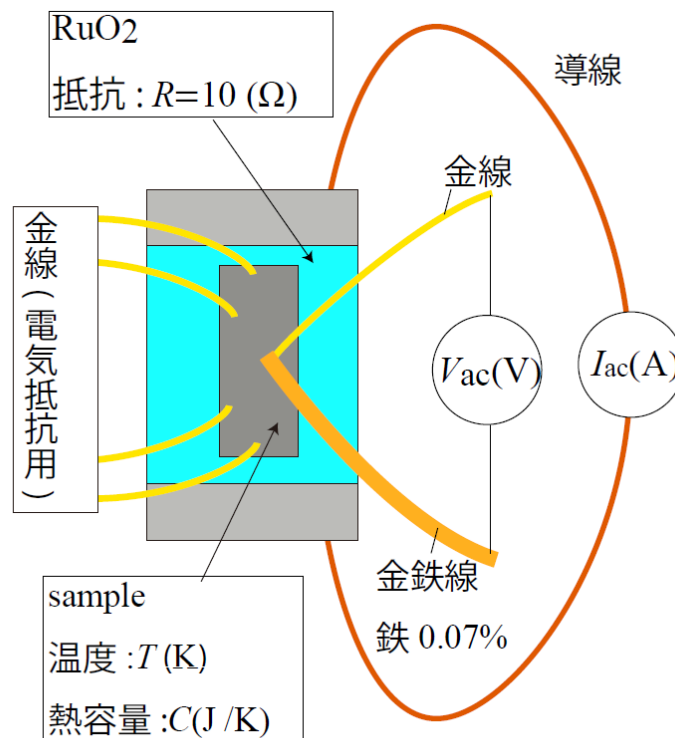 RuO2
抵抗 : R=10 (Ω)
導線
金線
金線(電気抵抗用)
Vac(V)
Iac(A)
金鉄線
鉄 0.07%
sample
温度 :T (K)
熱容量 :C(J /K)